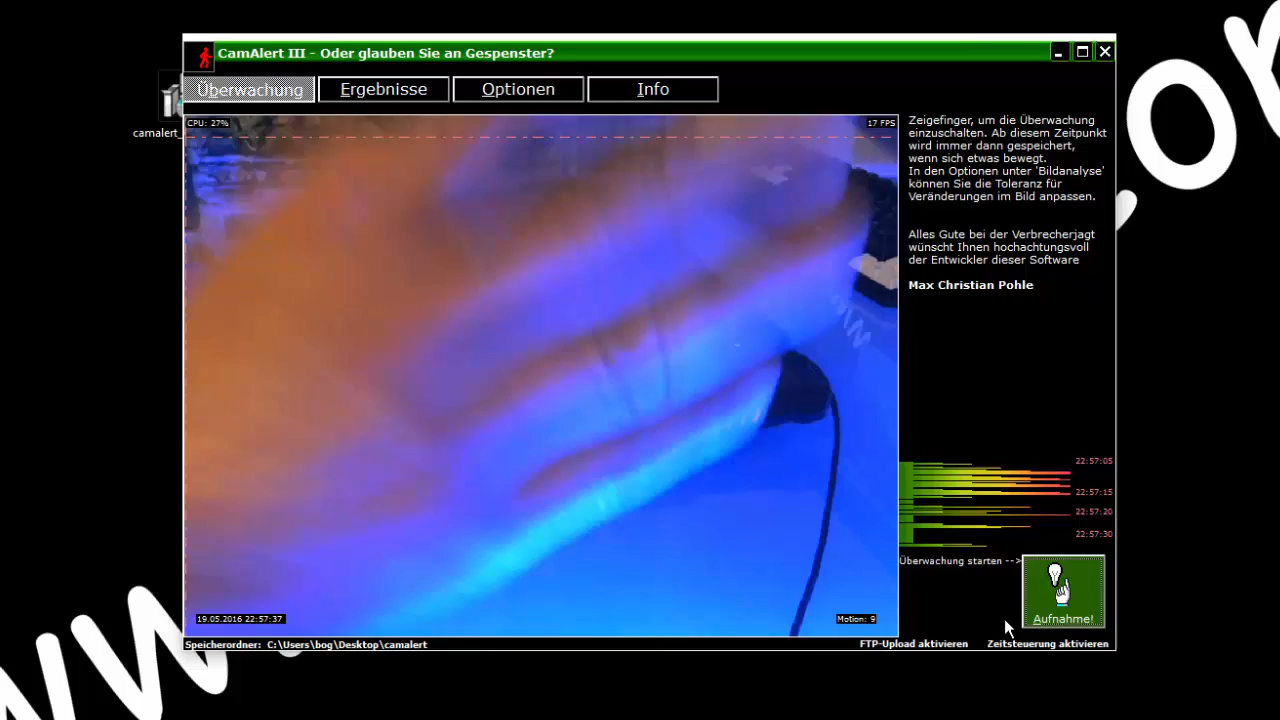 CamAlert III - Oder glauben Sie an Gespenster?
Überwachung
Ergebnisse
Optionen
Info
camalert_
CPU: 27%
17 FPS
Zeigefinger, um die Überwachung
einzuschalten. Ab diesem Zeitpunkt
wird immer dann gespeichert,
wenn sich etwas bewegt.
In den Optionen unter 'Bildanalyse'
können Sie die Toleranz für
Veränderungen im Bild anpassen.
Alles Gute bei der Verbrecherjagt
wünscht Ihnen hochachtungsvoll
der Entwickler dieser Software
Max Christian Pohle
22:57:05
22:57:15
22:57:20
22:57:30
Überwachung starten -->
Aufnahme!
19.05.2016 22:57:37
Motion: 9
Speicherordner: C:\Users\bog\Desktop\camalert
FTP-Upload aktivieren
Zeitsteuerung aktivieren